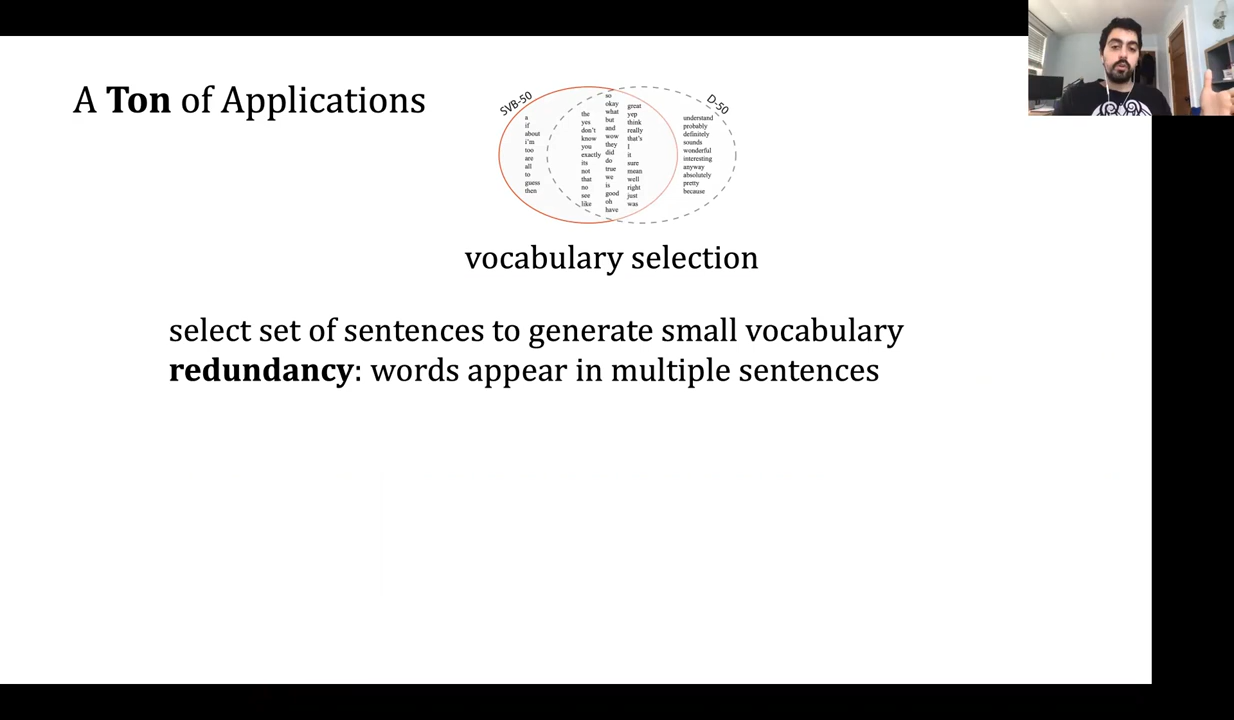 A Ton of Applications
SVB-50
D-50
a
if
about
i'm
too
are
all
to
guess
then
the
yes
don't
know
you
exactly
its
not
that
no
see
like
so
okay
what
but
and
wow
they
did
do
true
we
is
good
oh
have
great
yep
think
really
that's
I
it
sure
mean
well
right
just
was
understand
probably
definitely
sounds
wonderful
interesting
anyway
absolutely
pretty
because
vocabulary selection
select set of sentences to generate small vocabulary
redundancy: words appear in multiple sentences